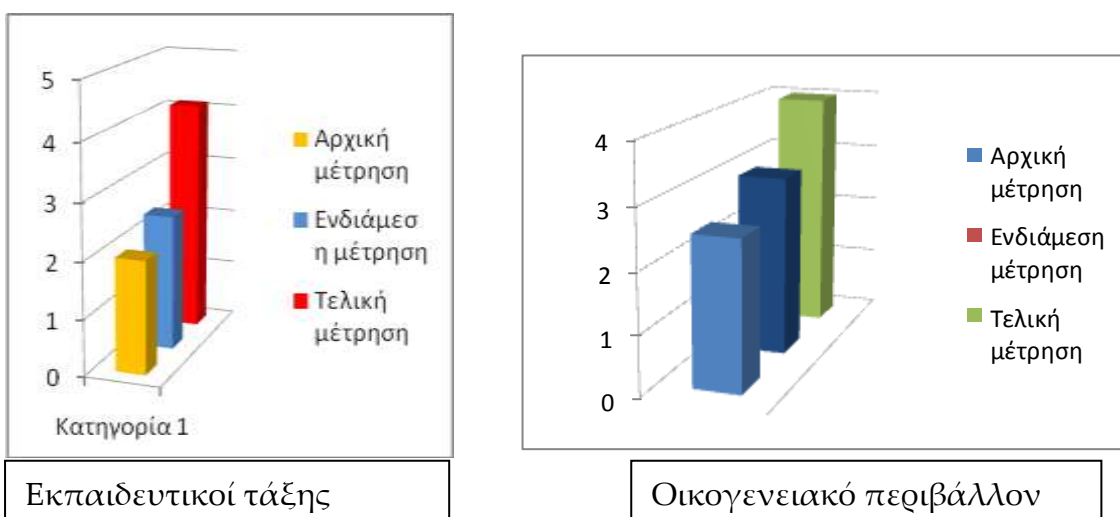 5
4
3
2
1
0
Κατηγορία 1
Αρχική
μέτρηση
Ενδιάμεσ
η μέτρηση
Τελική
μέτρηση
Εκπαιδευτικοί τάξης
4
3
2
1
0
Αρχική
μέτρηση
Ενδιάμεση
μέτρηση
Τελική
μέτρηση
Οικογενειακό περιβάλλον